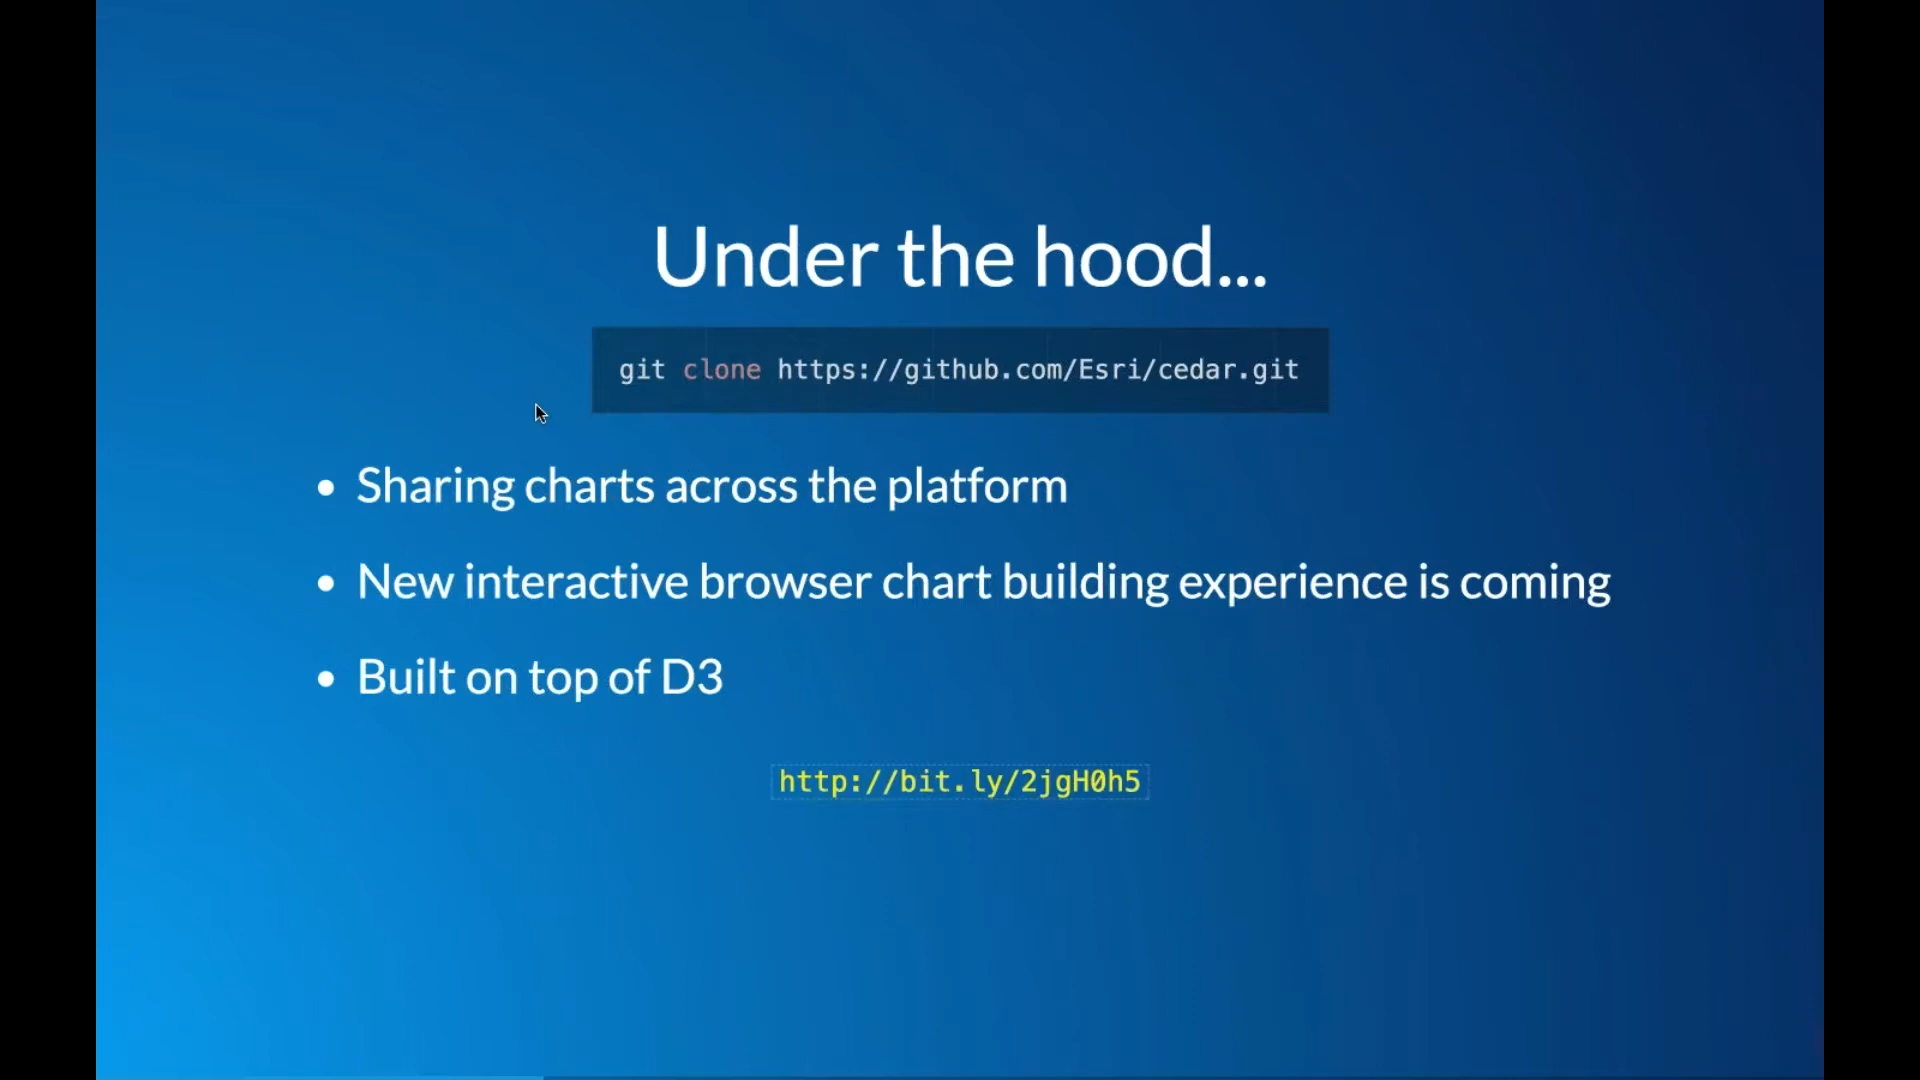 Under the hood...
git clone https://github.com/Esri/cedar.git
• Sharing charts across the platform
• New interactive browser chart building experience is coming
• Built on top of D3
http://bit.ly/2jgH0h5